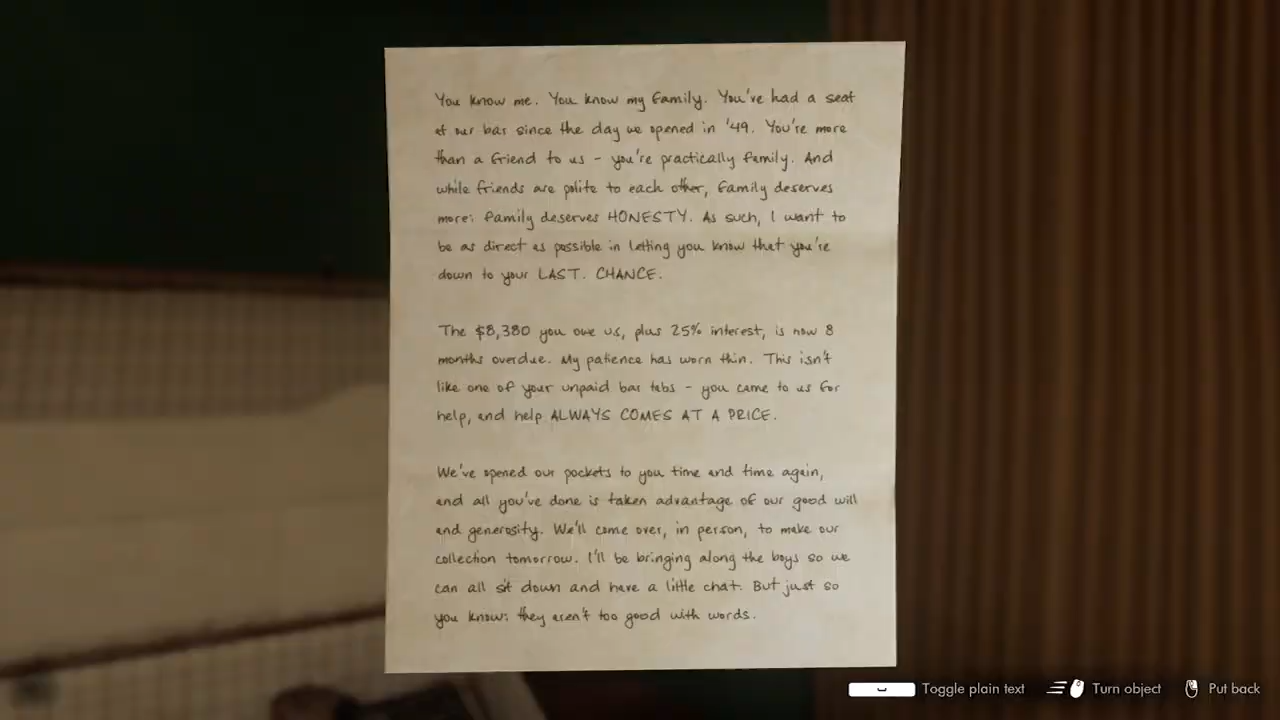 You know me. You know my family. You've had a seat
at our bar since the day we opened in '49. You're more
than a friend to us - you're practically family. And
while friends are polite to each other, family deserves
more: family deserves HONESTY. As such, I want to
be as direct as possible in letting you know that you're
down to your LAST. CHANCE.
The $8,380 you owe us, plus 25% interest, is now 8
months overdue. My patience has worn thin. This isn't
like one of your unpaid bar tabs - you came to us for
help, and help ALWAYS COMES AT A PRICE.
We've opened our pockets to you time and time again,
and all you've done is taken advantage of our good will
and generosity. We'll come over, in person, to make our
collection tomorrow. I'll be bringing along the boys so we
can all sit down and have a little chat. But just so
you know: they aren't too good with words.
Toggle plain text
Turn object
Put back